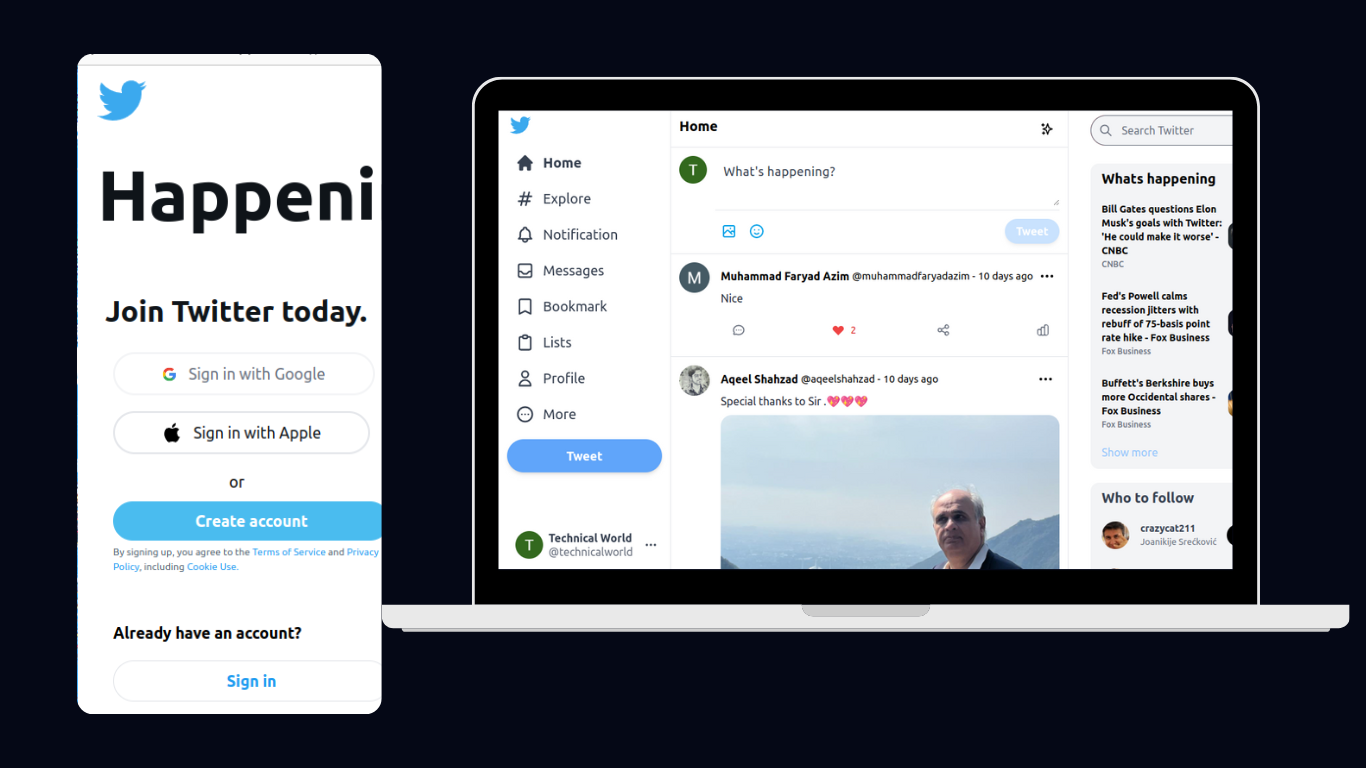 Happeni
Join Twitter today.
Sign in with Google
Sign in with Apple
or
Create account
By signing up, you agree to the Terms of Service and Privacy
Policy, including Cookie Use.
Already have an account?
Sign in
Home
Explore
Notification
Messages
Bookmark
Lists
Profile
More
Tweet
T
Technical World
@technicalworld
Home
T
What's happening?
Tweet
M
Muhammad Faryad Azim @muhammadfaryadazim - 10 days ago
Nice
2
Aqeel Shahzad @aqeelshahzad - 10 days ago
Special thanks to Sir .💖💖💖
Search Twitter
Whats happening
Bill Gates questions Elon
Musk's goals with Twitter:
'He could make it worse' -
CNBC
CNBC
Fed's Powell calms
recession jitters with
rebuff of 75-basis point
rate hike - Fox Business
Fox Business
Buffett's Berkshire buys
more Occidental shares -
Fox Business
Fox Business
Show more
Who to follow
crazycat211
Joanikije Srećković